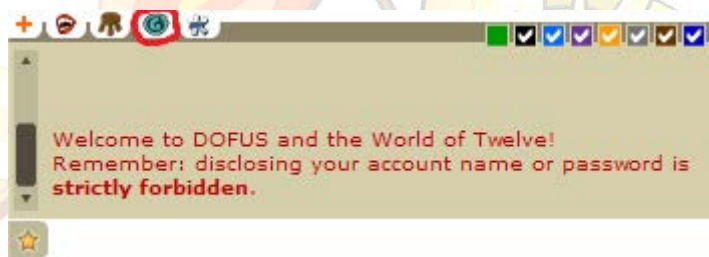 Welcome to DOFUS and the World of Twelve!
Remember: disclosing your account name or password is
strictly forbidden.